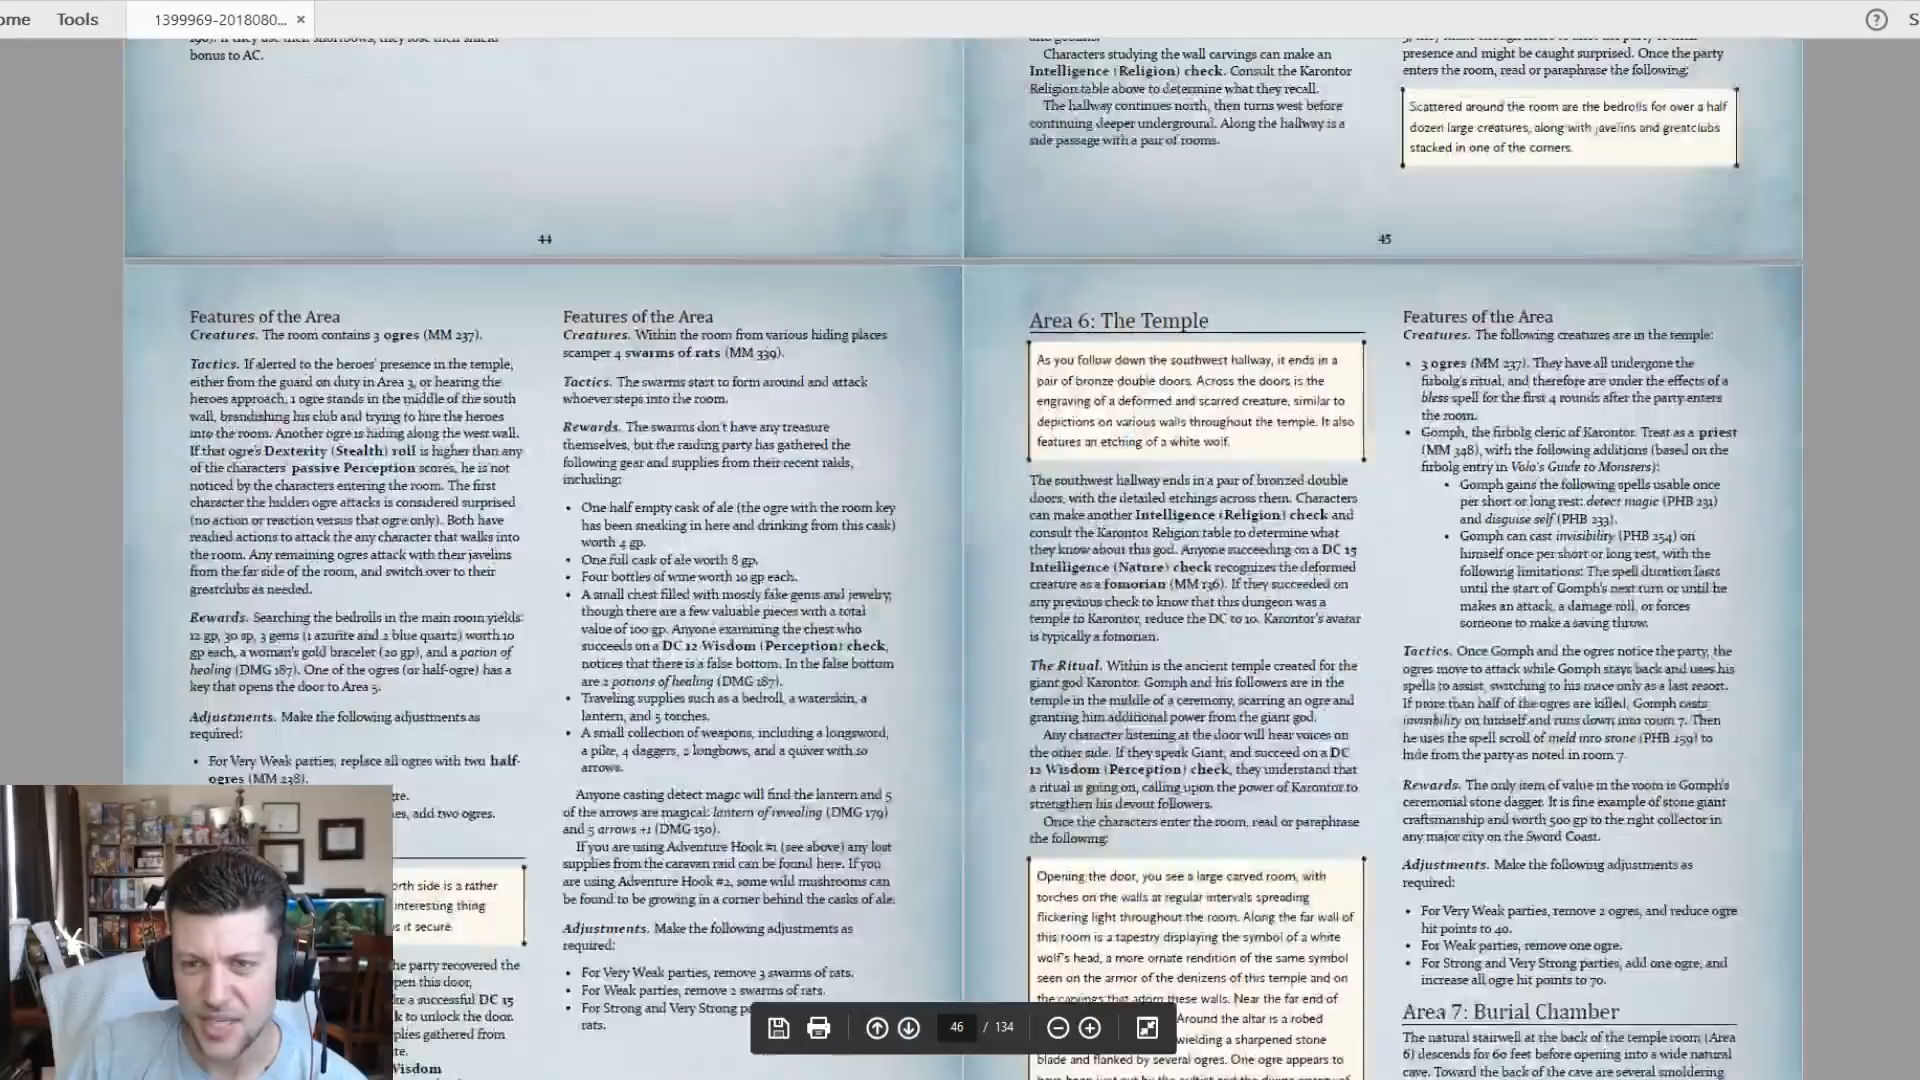 ome
Tools
1399969-2018080...
×
?
S
bonus to AC.
44
Characters studying the wall carvings can make an
Intelligence (Religion) check. Consult the Karontor
Religion table above to determine what they recall.
The hallway continues north, then turns west before
continuing deeper underground. Along the hallway is a
side passage with a pair of rooms.
presence and might be caught surprised. Once the party
enters the room, read or paraphrase the following:
Scattered around the room are the bedrolls for over a half
dozen large creatures, along with javelins and greatclubs
stacked in one of the corners.
45
Features of the Area
Creatures. The room contains 3 ogres (MM 237).
Tactics. If alerted to the heroes' presence in the temple,
either from the guard on duty in Area 3, or hearing the
heroes approach, 1 ogre stands in the middle of the south
wall, brandishing his club and trying to lure the heroes
into the room. Another ogre is hiding along the west wall.
If that ogre's Dexterity (Stealth) roll is higher than any
of the characters' passive Perception scores, he is not
noticed by the characters entering the room. The first
character the hidden ogre attacks is considered surprised
(no action or reaction versus that ogre only). Both have
readied actions to attack the any character that walks into
the room. Any remaining ogres attack with their javelins
from the far side of the room, and switch over to their
greatclubs as needed.
Rewards. Searching the bedrolls in the main room yields
12 gp, 30 sp, 3 gems (1 azurite and 2 blue quartz) worth 10
gp each, a woman's gold bracelet (20 gp), and a potion of
healing (DMG 187). One of the ogres (or half-ogre) has a
key that opens the door to Area 5.
Adjustments. Make the following adjustments as
required:
• For Very Weak parties, replace all ogres with two half-
ogres (MM 238).
gre.
es, add two ogres.
orth side is a rather
interesting thing
s it secure.
he party recovered the
pen this door,
ke a successful DC 15
k to unlock the door.
plies gathered from
te.
Wisdom
Features of the Area
Creatures. Within the room from various hiding places
scamper 4 swarms of rats (MM 339).
Tactics. The swarms start to form around and attack
whoever steps into the room.
Rewards. The swarms don't have any treasure
themselves, but the raiding party has gathered the
following gear and supplies from their recent raids,
including:
• One half empty cask of ale (the ogre with the room key
has been sneaking in here and drinking from this cask)
worth 4 gp.
• One full cask of ale worth 8 gp.
• Four bottles of wine worth 10 gp each.
• A small chest filled with mostly fake gems and jewelry,
though there are a few valuable pieces with a total
value of 100 gp. Anyone examining the chest who
succeeds on a DC 12 Wisdom (Perception) check,
notices that there is a false bottom. In the false bottom
are 2 potions of healing (DMG 187).
• Traveling supplies such as a bedroll, a waterskin, a
lantern, and 5 torches.
• A small collection of weapons, including a longsword,
a pike, 4 daggers, 2 longbows, and a quiver with 20
arrows.
Anyone casting detect magic will find the lantern and 5
of the arrows are magical: lantern of revealing (DMG 179)
and 5 arrows +1 (DMG 150).
If you are using Adventure Hook #1 (see above) any lost
supplies from the caravan raid can be found here. If you
are using Adventure Hook #2, some wild mushrooms can
be found to be growing in a corner behind the casks of ale.
Adjustments. Make the following adjustments as
required:
• For Very Weak parties, remove 3 swarms of rats.
• For Weak parties, remove 2 swarms of rats.
• For Strong and Very Strong pa
rats.
Area 6: The Temple
As you follow down the southwest hallway, it ends in a
pair of bronze double doors. Across the doors is the
engraving of a deformed and scarred creature, similar to
depictions on various walls throughout the temple. It also
features an etching of a white wolf.
The southwest hallway ends in a pair of bronzed double
doors, with the detailed etchings across them. Characters
can make another Intelligence (Religion) check and
consult the Karontor Religion table to determine what
they know about this god. Anyone succeeding on a DC 15
Intelligence (Nature) check recognizes the deformed
creature as a fomorian (MM 136). If they succeeded on
any previous check to know that this dungeon was a
temple to Karontor, reduce the DC to 10. Karontor's avatar
is typically a fomorian.
The Ritual. Within is the ancient temple created for the
giant god Karontor. Gomph and his followers are in the
temple in the middle of a ceremony, scarring an ogre and
granting him additional power from the giant god.
Any character listening at the door will hear voices on
the other side. If they speak Giant, and succeed on a DC
12 Wisdom (Perception) check, they understand that
a ritual is going on, calling upon the power of Karontor to
strengthen his devout followers.
Once the characters enter the room, read or paraphrase
the following:
Opening the door, you see a large carved room, with
torches on the walls at regular intervals spreading
flickering light throughout the room. Along the far wall of
this room is a tapestry displaying the symbol of a white
wolf's head, a more ornate rendition of the same symbol
seen on the armor of the denizens of this temple and on
the carvings that adorn these walls. Near the far end of
Around the altar is a robed
wielding a sharpened stone
blade and flanked by several ogres. One ogre appears to
Features of the Area
Creatures. The following creatures are in the temple:
• 3 ogres (MM 237). They have all undergone the
firbolg's ritual, and therefore are under the effects of a
bless spell for the first 4 rounds after the party enters
the room.
• Gomph, the firbolg cleric of Karontor. Treat as a priest
(MM 348), with the following additions (based on the
firbolg entry in Volo's Guide to Monsters):
• Gomph gains the following spells usable once
per short or long rest: detect magic (PHB 231)
and disguise self (PHB 233).
• Gomph can cast invisibility (PHB 254) on
himself once per short or long rest, with the
following limitations: The spell duration lasts
until the start of Gomph's next turn or until he
makes an attack, a damage roll, or forces
someone to make a saving throw.
Tactics. Once Gomph and the ogres notice the party, the
ogres move to attack while Gomph stays back and uses his
spells to assist, switching to his mace only as a last resort.
If more than half of the ogres are killed, Gomph casts
invisibility on himself and runs down into room 7. Then
he uses the spell scroll of meld into stone (PHB 259) to
hide from the party as noted in room 7.
Rewards. The only item of value in the room is Gomph's
ceremonial stone dagger. It is fine example of stone giant
craftsmanship and worth 500 gp to the right collector in
any major city on the Sword Coast.
Adjustments. Make the following adjustments as
required:
• For Very Weak parties, remove 2 ogres, and reduce ogre
hit points to 40.
• For Weak parties, remove one ogre.
• For Strong and Very Strong parties, add one ogre, and
increase all ogre hit points to 70.
Area 7: Burial Chamber
The natural stairwell at the back of the temple room (Area
6) descends for 60 feet before opening into a wide natural
cave. Toward the back of the cave are several smoldering
46 / 134